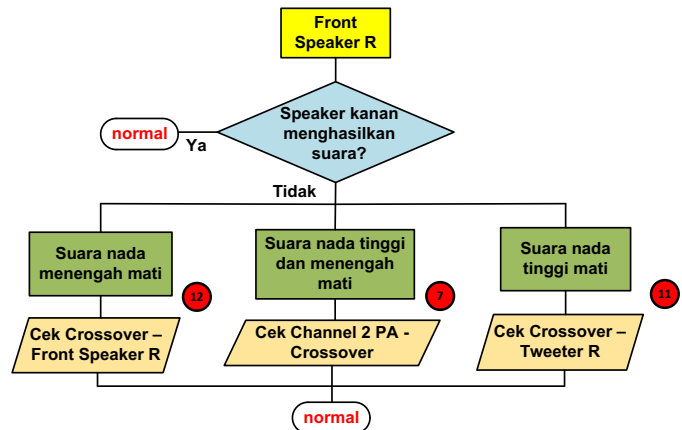 Front
Speaker R
Speaker kanan
menghasilkan
suara?
normal
Ya
Tidak
Suara nada
menengah mati
Suara nada tinggi
dan menengah
mati
Suara nada
tinggi mati
12
7
11
Cek Crossover –
Front Speaker R
Cek Channel 2 PA -
Crossover
Cek Crossover –
Tweeter R
normal